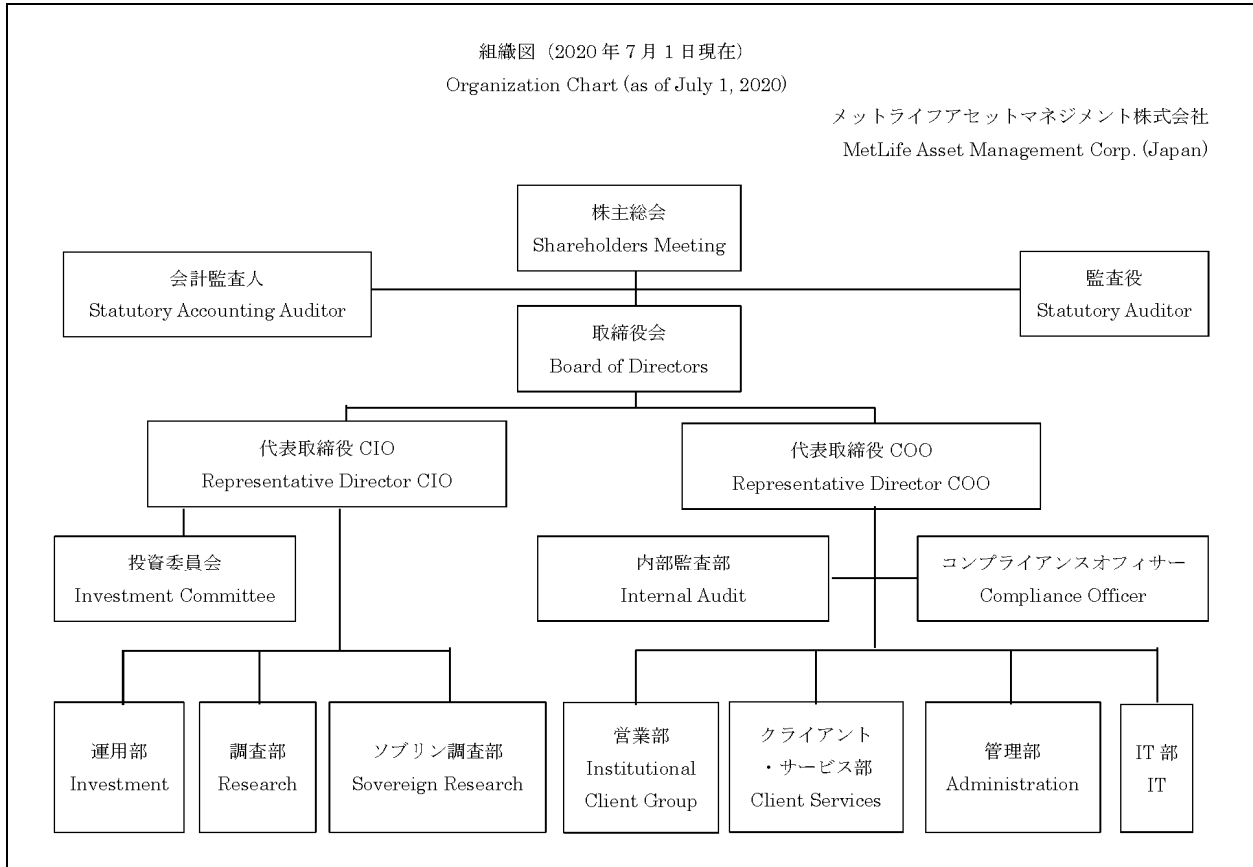 組織図（2020年7月1日現在）
Organization Chart (as of July 1, 2020)
メットライフアセットマネジメント株式会社
MetLife Asset Management Corp. (Japan)
株主総会
Shareholders Meeting
会計監査人
Statutory Accounting Auditor
監査役
Statutory Auditor
取締役会
Board of Directors
代表取締役 CIO
Representative Director CIO
代表取締役 COO
Representative Director COO
投資委員会
Investment Committee
内部監査部
Internal Audit
コンプライアンスオフィサー
Compliance Officer
運用部
Investment
調査部
Research
ソブリン調査部
Sovereign Research
営業部
Institutional
Client Group
クライアント
・サービス部
Client Services
管理部
Administration
IT 部
IT